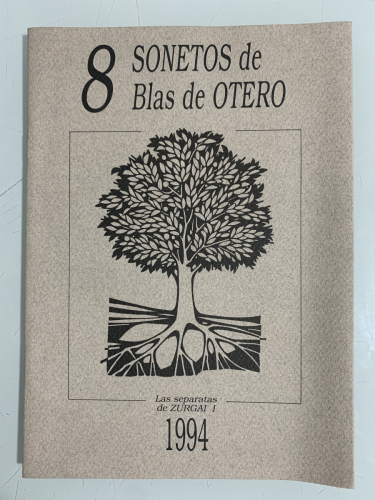 8 SONETOS de
Blas de OTERO
Las separatas
de ZURGAI I
1994